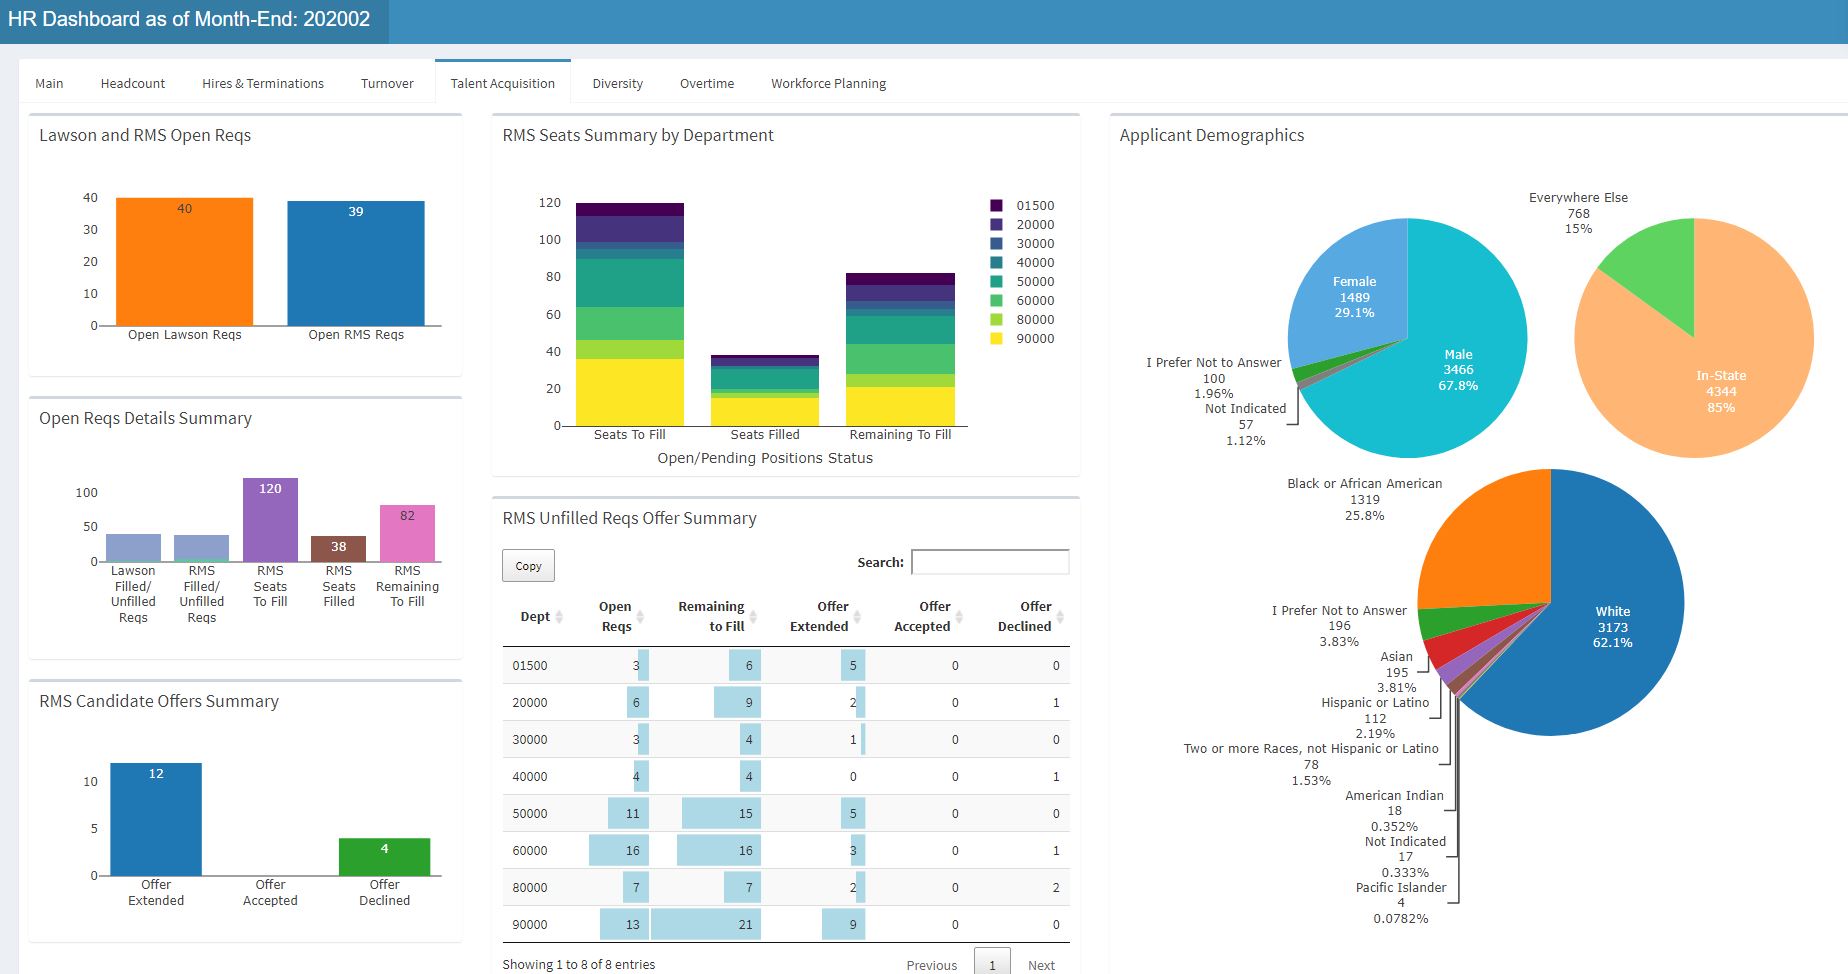 HR Dashboard as of Month-End: 202002
Main Headcount Hires & Terminations Turnover Talent Acquisition Diversity Overtime Workforce Planning
Lawson and RMS Open Reqs
40
30
20
10
0
40
39
Open Lawson Reqs
Open RMS Reqs
Open Reqs Details Summary
100
50
0
120
38
82
Lawson
Filled/
Unfilled
Reqs
RMS
Filled/
Unfilled
Reqs
RMS
Seats
To Fill
RMS
Seats
Filled
RMS
Remaining
To Fill
RMS Candidate Offers Summary
10
5
0
12
4
Offer
Extended
Offer
Accepted
Offer
Declined
RMS Seats Summary by Department
120
100
80
60
40
20
0
Seats To Fill
Seats Filled
Remaining To Fill
Open/Pending Positions Status
01500
20000
30000
40000
50000
60000
80000
90000
RMS Unfilled Reqs Offer Summary
Copy
Search:
Dept
Open
Reqs
Remaining
to Fill
Offer
Extended
Offer
Accepted
Offer
Declined
01500 3 6 5 0 0
20000 6 9 2 0 1
30000 3 4 1 0 0
40000 4 4 0 0 1
50000 11 15 5 0 0
60000 16 16 3 0 1
80000 7 7 2 0 2
90000 13 21 9 0 0
Showing 1 to 8 of 8 entries
Previous 1 Next
Applicant Demographics
Female
1489
29.1%
Male
3466
67.8%
I Prefer Not to Answer
100
1.96%
Not Indicated
57
1.12%
Everywhere Else
768
15%
In-State
4344
85%
Black or African American
1319
25.8%
White
3173
62.1%
I Prefer Not to Answer
196
3.83%
Asian
195
3.81%
Hispanic or Latino
112
2.19%
Two or more Races, not Hispanic or Latino
78
1.53%
American Indian
18
0.352%
Not Indicated
17
0.333%
Pacific Islander
4
0.0782%